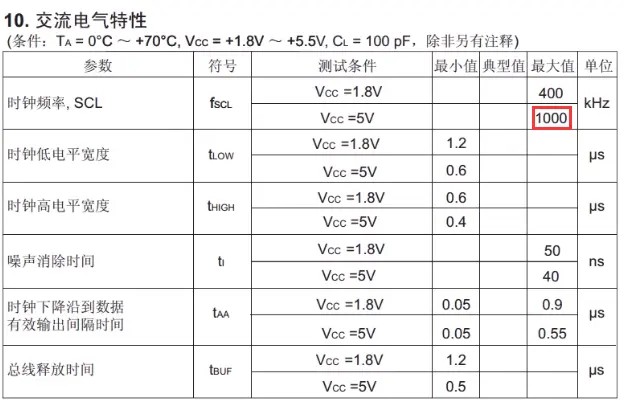 10. 交流电气特性
(条件：TA = 0°C ～ +70°C, VCC = +1.8V ～ +5.5V, CL = 100 pF，除非另有注释)
参数 符号 测试条件 最小值 典型值 最大值 单位
时钟频率, SCL fSCL VCC =1.8V 400 kHz
VCC=5V 1000
时钟低电平宽度 tLOW VCC =1.8V 1.2 μs
VCC=5V 0.6
时钟高电平宽度 tHIGH VCC=1.8V 0.6 μs
VCC=5V 0.4
噪声消除时间 tI VCC=1.8V 50 ns
VCC=5V 40
时钟下降沿到数据
有效输出间隔时间 tAA VCC=1.8V 0.05 0.9 μs
VCC=5V 0.05 0.55
总线释放时间 tBUF VCC=1.8V 1.2 μs
VCC=5V 0.5